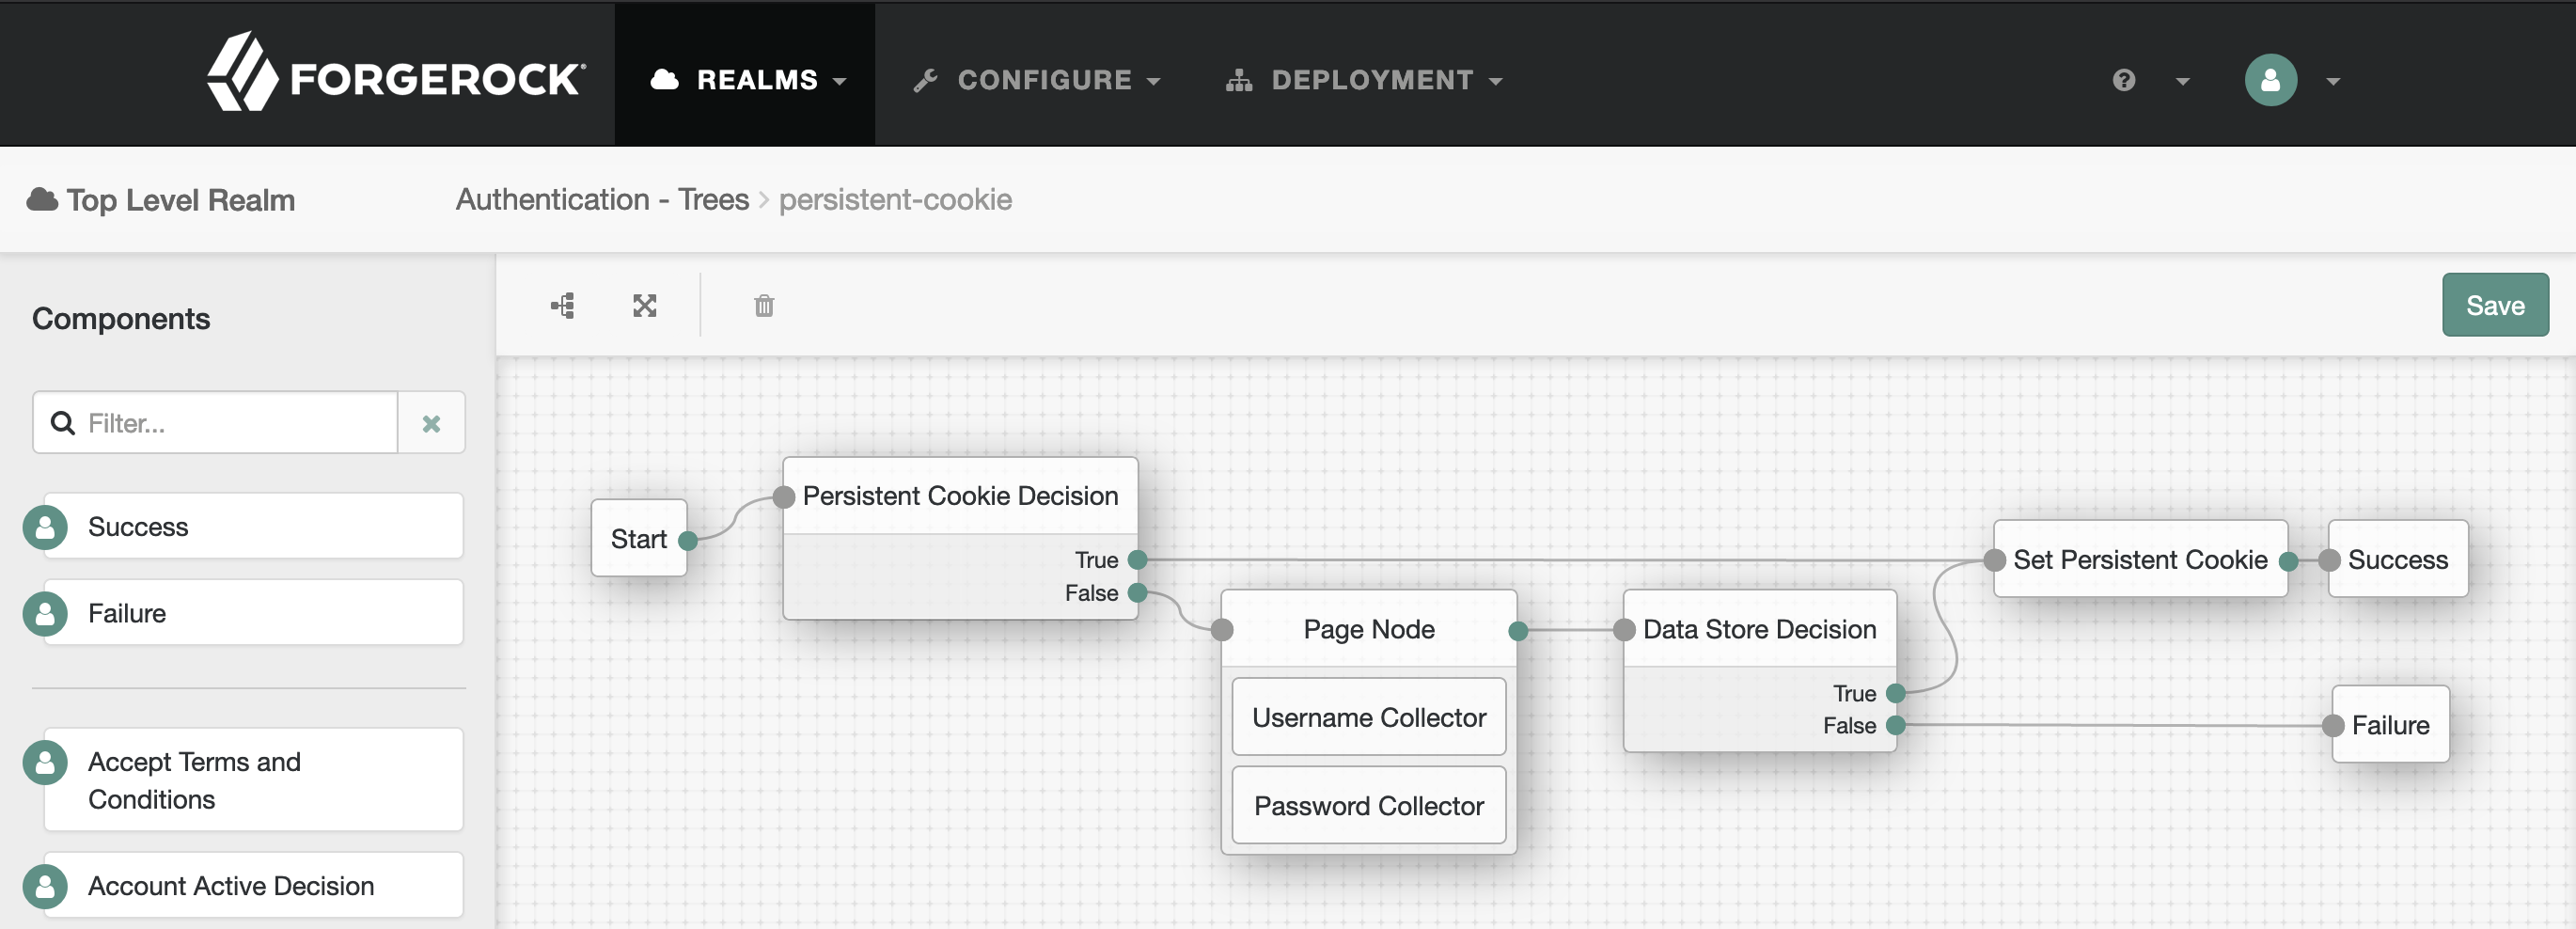 FORGEROCK
REALMS
CONFIGURE
DEPLOYMENT
Top Level Realm
Authentication - Trees > persistent-cookie
Components
Save
Filter...
Success
Failure
Accept Terms and
Conditions
Account Active Decision
Start
Persistent Cookie Decision
True
False
Page Node
Username Collector
Password Collector
Data Store Decision
True
False
Set Persistent Cookie
Success
Failure